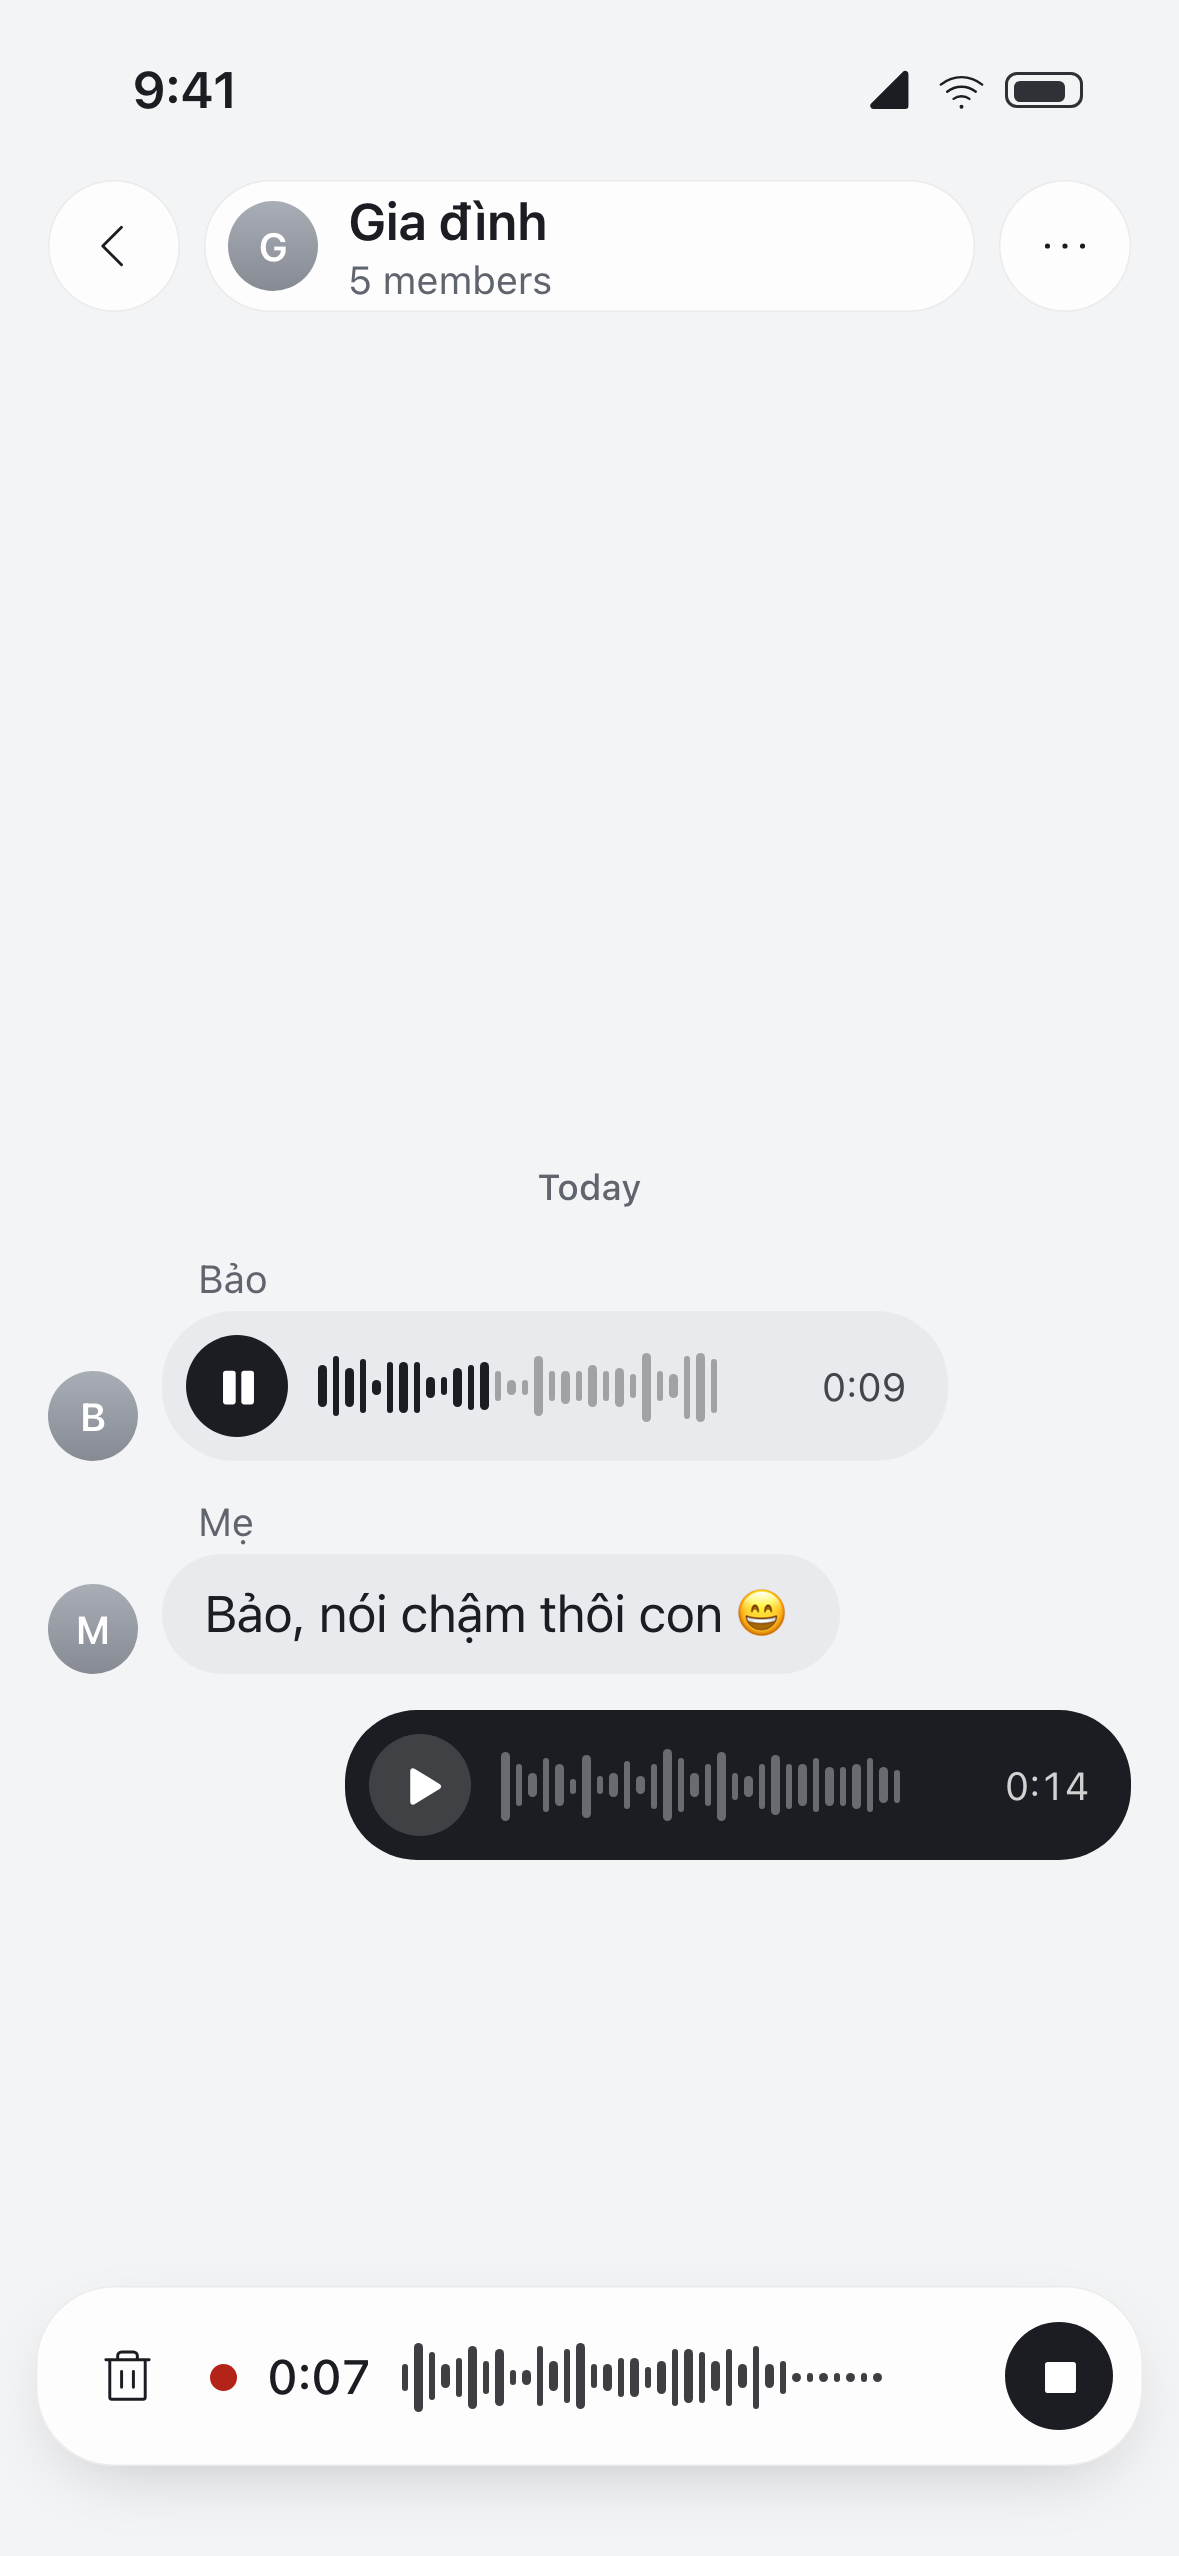 9:41
G
Gia đình
5 members
Today
Bảo
B
0:09
Mẹ
M
Bảo, nói chậm thôi con 😄
0:14
0:07